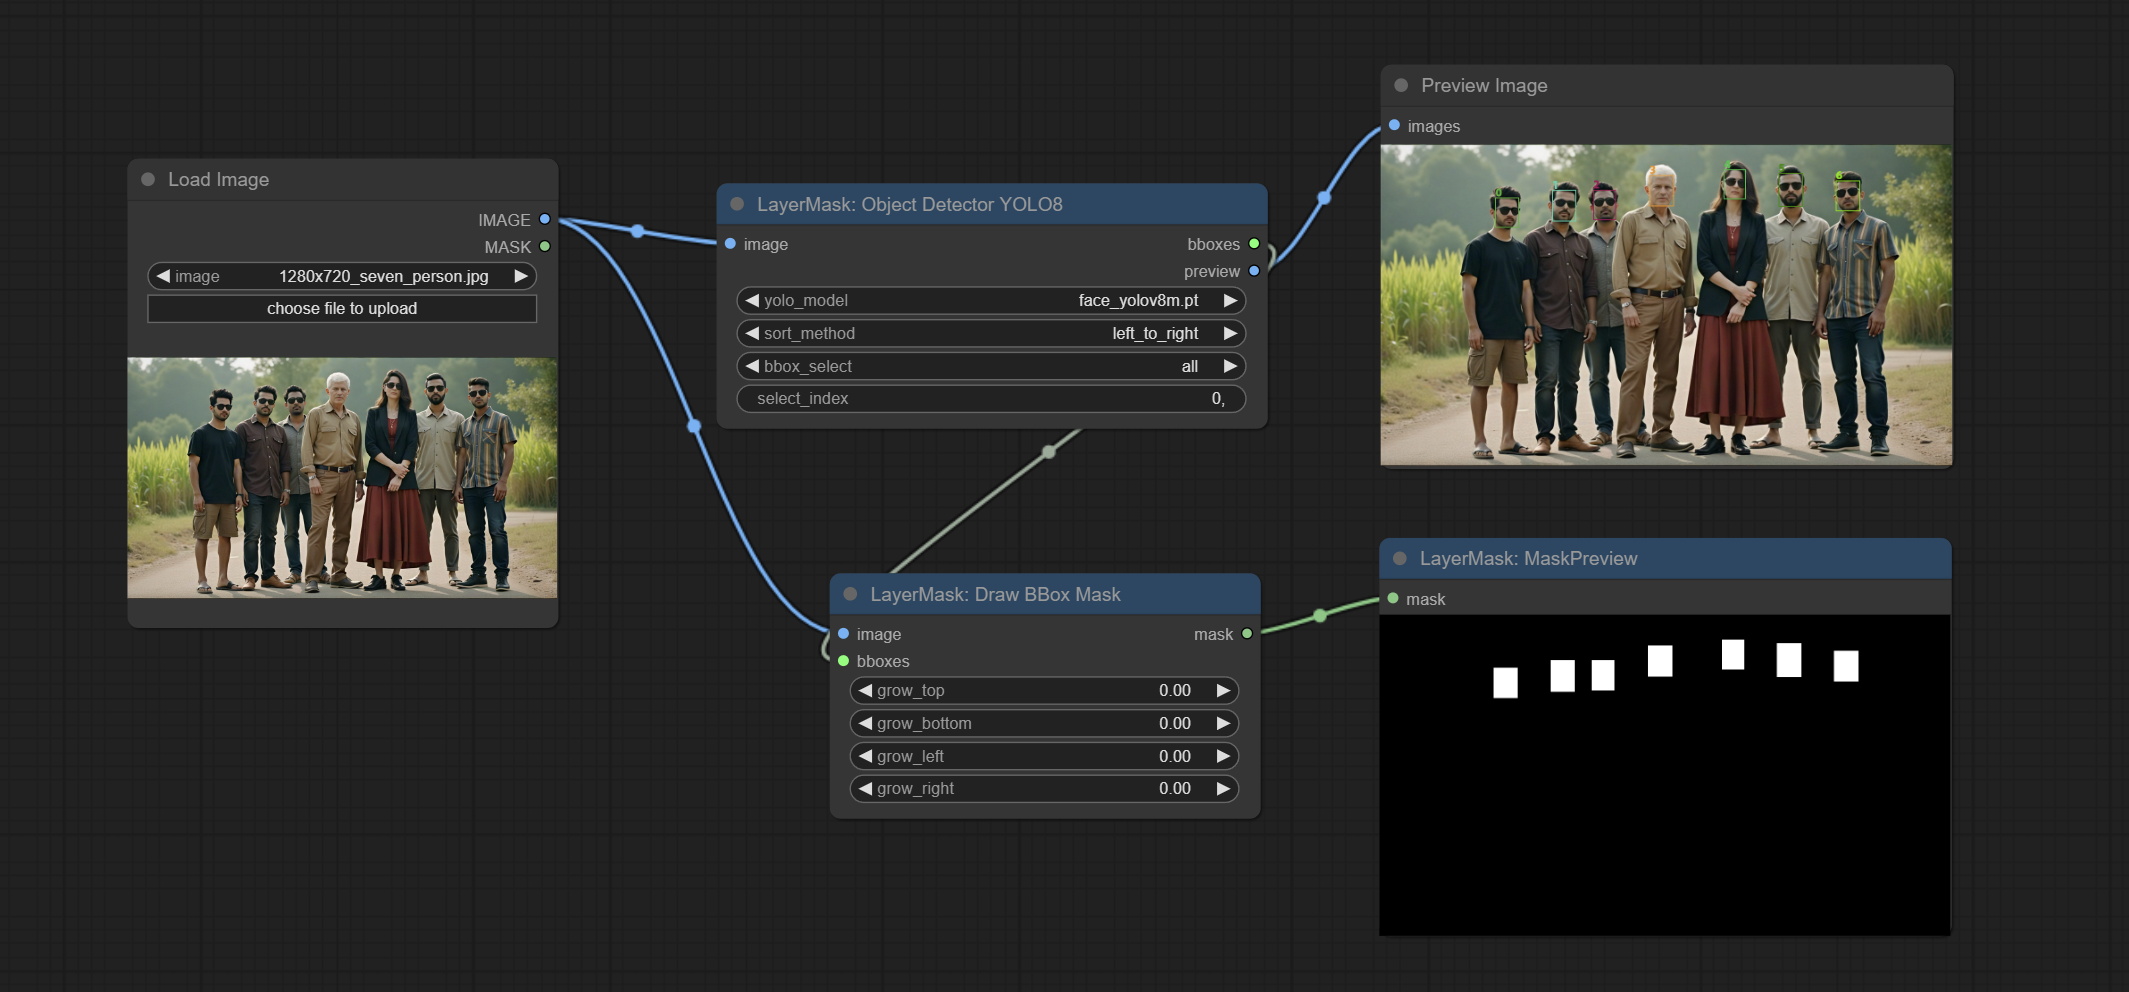 Load Image
IMAGE
MASK
image 1280x720_seven_person.jpg
choose file to upload
LayerMask: Object Detector YOLO8
image bboxes
preview
yolo_model face_yolov8m.pt
sort_method left_to_right
bbox_select all
select_index 0,
LayerMask: Draw BBox Mask
image mask
bboxes
grow_top 0.00
grow_bottom 0.00
grow_left 0.00
grow_right 0.00
Preview Image
images
0
6
LayerMask: MaskPreview
mask